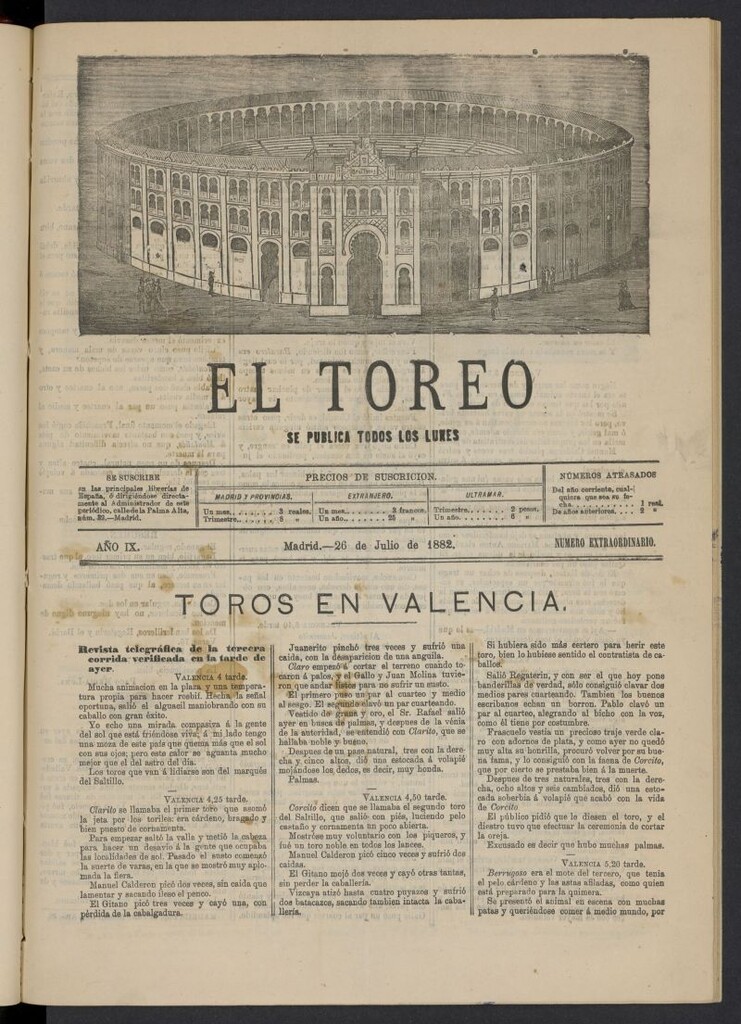 EL TOREO
SE PUBLICA TODOS LOS LUNES
SE SUSCRIBE
en las principales librerías de
España, ó dirigiéndose directa-
mente al Administrador de este
periódico, calle de la Palma Alta,
núm. 32.—Madrid.
PRECIOS DE SUSCRICION.
MADRID Y PROVINCIAS.
Un mes........ 3 reales.
Trimestre........ 8 »
EXTRANJERO.
Un mes........ 3 francos.
Un año........ 25 »
ULTRAMAR.
Trimestre........ 2 pesos.
Un año........ 6 »
NÚMEROS ATRASADOS
Del año corriente, cual-
quiera que sea su fe-
cha........ 1 real.
De años anteriores.... 2 »
AÑO IX.
Madrid.—26 de Julio de 1882.
NUMERO EXTRAORDINARIO.
TOROS EN VALENCIA.
Revista telegráfica de la tercera
corrida verificada en la tarde de
ayer.
VALENCIA 4 tarde.
Mucha animacion en la plaza y una tempera-
tura propia para hacer rosbif. Hecha la señal
oportuna, salió el alguacil maniobrando con su
caballo con gran éxito.
Yo echo una mirada compasiva á la gente
del sol que está friéndose viva; á mi lado tengo
una moza de este país que quema más que el sol
con sus ojos; pero este calor se aguanta mucho
mejor que el del astro del dia.
Los toros que van á lidiarse son del marqués
del Saltillo.
VALENCIA 4,25 tarde.
Clarito se llamaba el primer toro que asomó
la jeta por los toriles: era cárdeno, bragado y
bien puesto de cornamenta.
Para empezar saltó la valla y metió la cabeza
para hacer un desavío á la gente que ocupaba
las localidades de sol. Pasado el susto comenzó
la suerte de varas, en la que se mostró muy aplo-
mada la fiera.
Manuel Calderon picó dos veces, sin caida que
lamentar y sacando ileso el penco.
El Gitano picó tres veces y cayó una, con
pérdida de la cabalgadura.
Juanerito pinchó tres veces y sufrió una
caida, con la desaparicion de una anguila.
Claro empezó á cortar el terreno cuando to-
caron á palos, y el Gallo y Juan Molina tuvie-
ron que andar listos para no sufrir un susto.
El primero puso un par al cuarteo y medio
al sesgo. El segundo clavó un par cuarteando.
Vestido de grana y oro, el Sr. Rafael salió
ayer en busca de palmas, y despues de la vénia
de la autoridad, se entendió con Clarito, que se
hallaba noble y bueno.
Despues de un pase natural, tres con la dere-
cha y cinco altos, dió una estocada á volapié
mojándose los dedos, es decir, muy honda.
Palmas.
VALENCIA 4,50 tarde.
Corcito dicen que se llamaba el segundo toro
del Saltillo, que salió con piés, luciendo pelo
castaño y cornamenta un poco abierta.
Mostróse muy voluntario con los piqueros, y
fué un toro noble en todos los lances.
Manuel Calderon picó cinco veces y sufrió dos
caidas.
El Gitano mojó dos veces y cayó otras tantas,
sin perder la caballería.
Vizcaya atizó hasta cuatro puyazos y sufrió
dos batacazos, sacando tambien intacta la caba-
llería.
Si hubiera sido más certero para herir este
toro, bien lo hubiese sentido el contratista de ca-
ballos.
Salió Regaterin, y con ser el que hoy pone
banderillas de verdad, sólo consiguió clavar dos
medios pares cuarteando. Tambien los buenos
escribanos echan un borron. Pablo clavó un
par al cuarteo, alegrando al bicho con la voz,
como él tiene por costumbre.
Frascuelo vestia un precioso traje verde cla-
ro con adornos de plata, y como ayer no quedó
muy alta su honrilla, procuró volver por su bue-
na fama, y lo consiguió con la faena de Corcito,
que por cierto se prestaba bien á la muerte.
Despues de tres naturales, tres con la dere-
cha, ocho altos y seis cambiados, dió una esto-
cada soberbia á volapié que acabó con la vida
de Corcito
El público pidió que le diesen el toro, y el
diestro tuvo que efectuar la ceremonia de cortar
la oreja.
Excusado es decir que hubo muchas palmas.
VALENCIA 5,20 tarde.
Berrugoso era el mote del tercero, que tenia
el pelo cárdeno y las astas afiladas, como quien
está preparado para la quimera.
Se presentó el animal en escena con muchas
patas y queriéndose comer á medio mundo, por